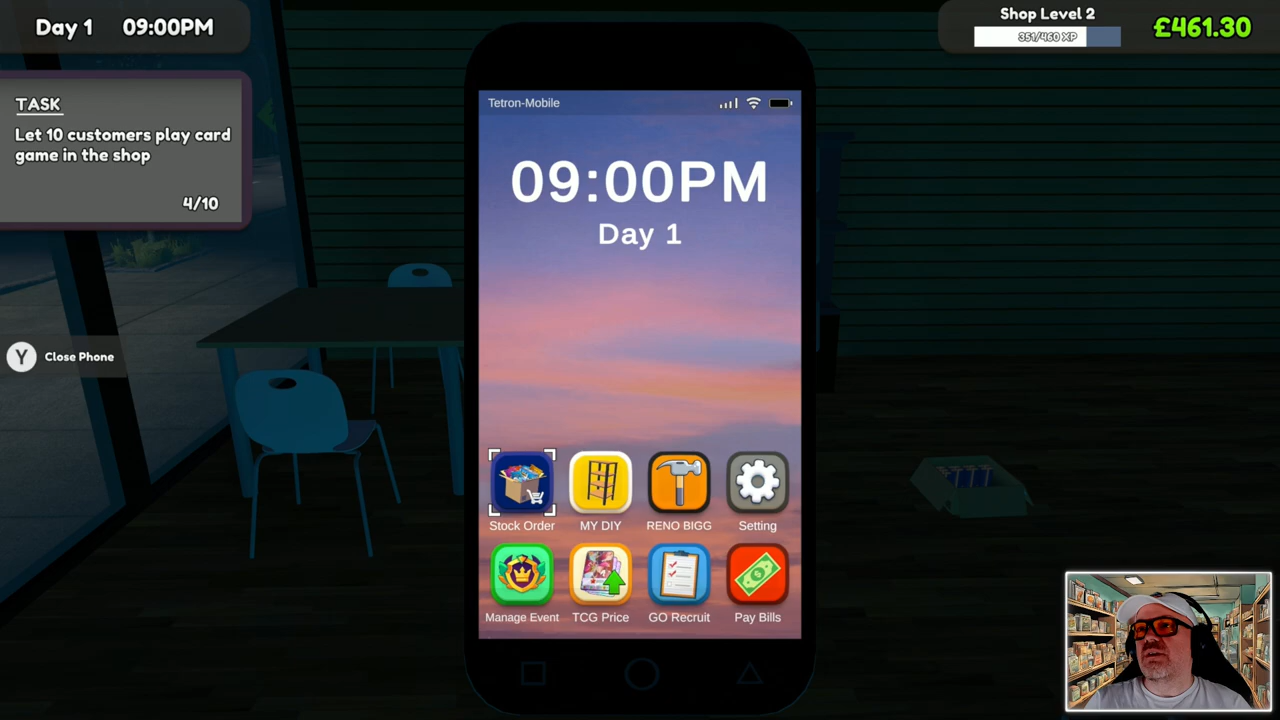 Day 1 09:00PM
Shop Level 2
351/460 XP
£461.30
TASK
Let 10 customers play card
game in the shop
4/10
Y Close Phone
Tetron-Mobile
09:00PM
Day 1
Stock Order MY DIY RENO BIGG Setting
Manage Event TCG Price GO Recruit Pay Bills